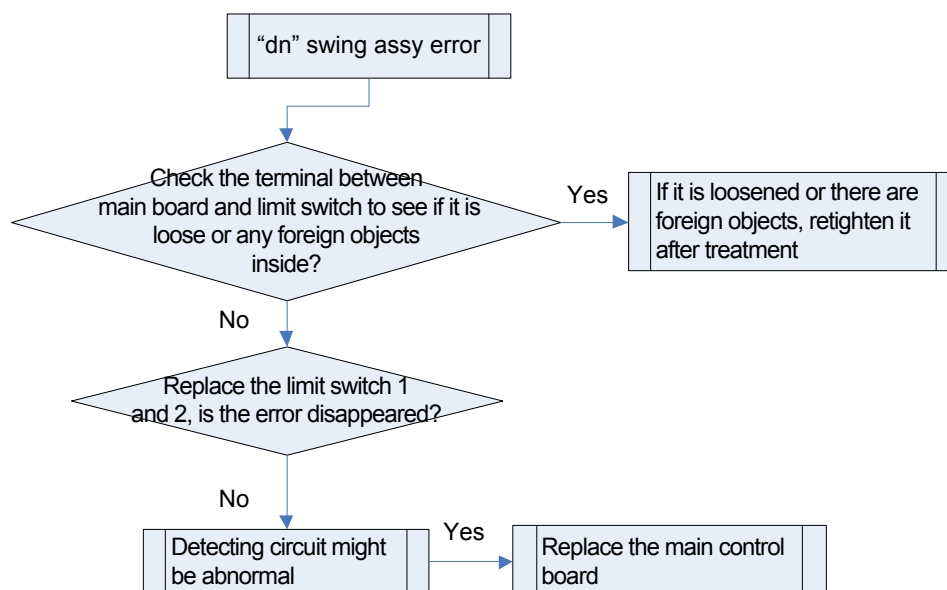 “dn” swing assy error
Check the terminal between
main board and limit switch to see if it is
loose or any foreign objects
inside?
Yes
If it is loosened or there are
foreign objects, retighten it
after treatment
No
Replace the limit switch 1
and 2, is the error disappeared?
No
Detecting circuit might
be abnormal
Yes
Replace the main control
board